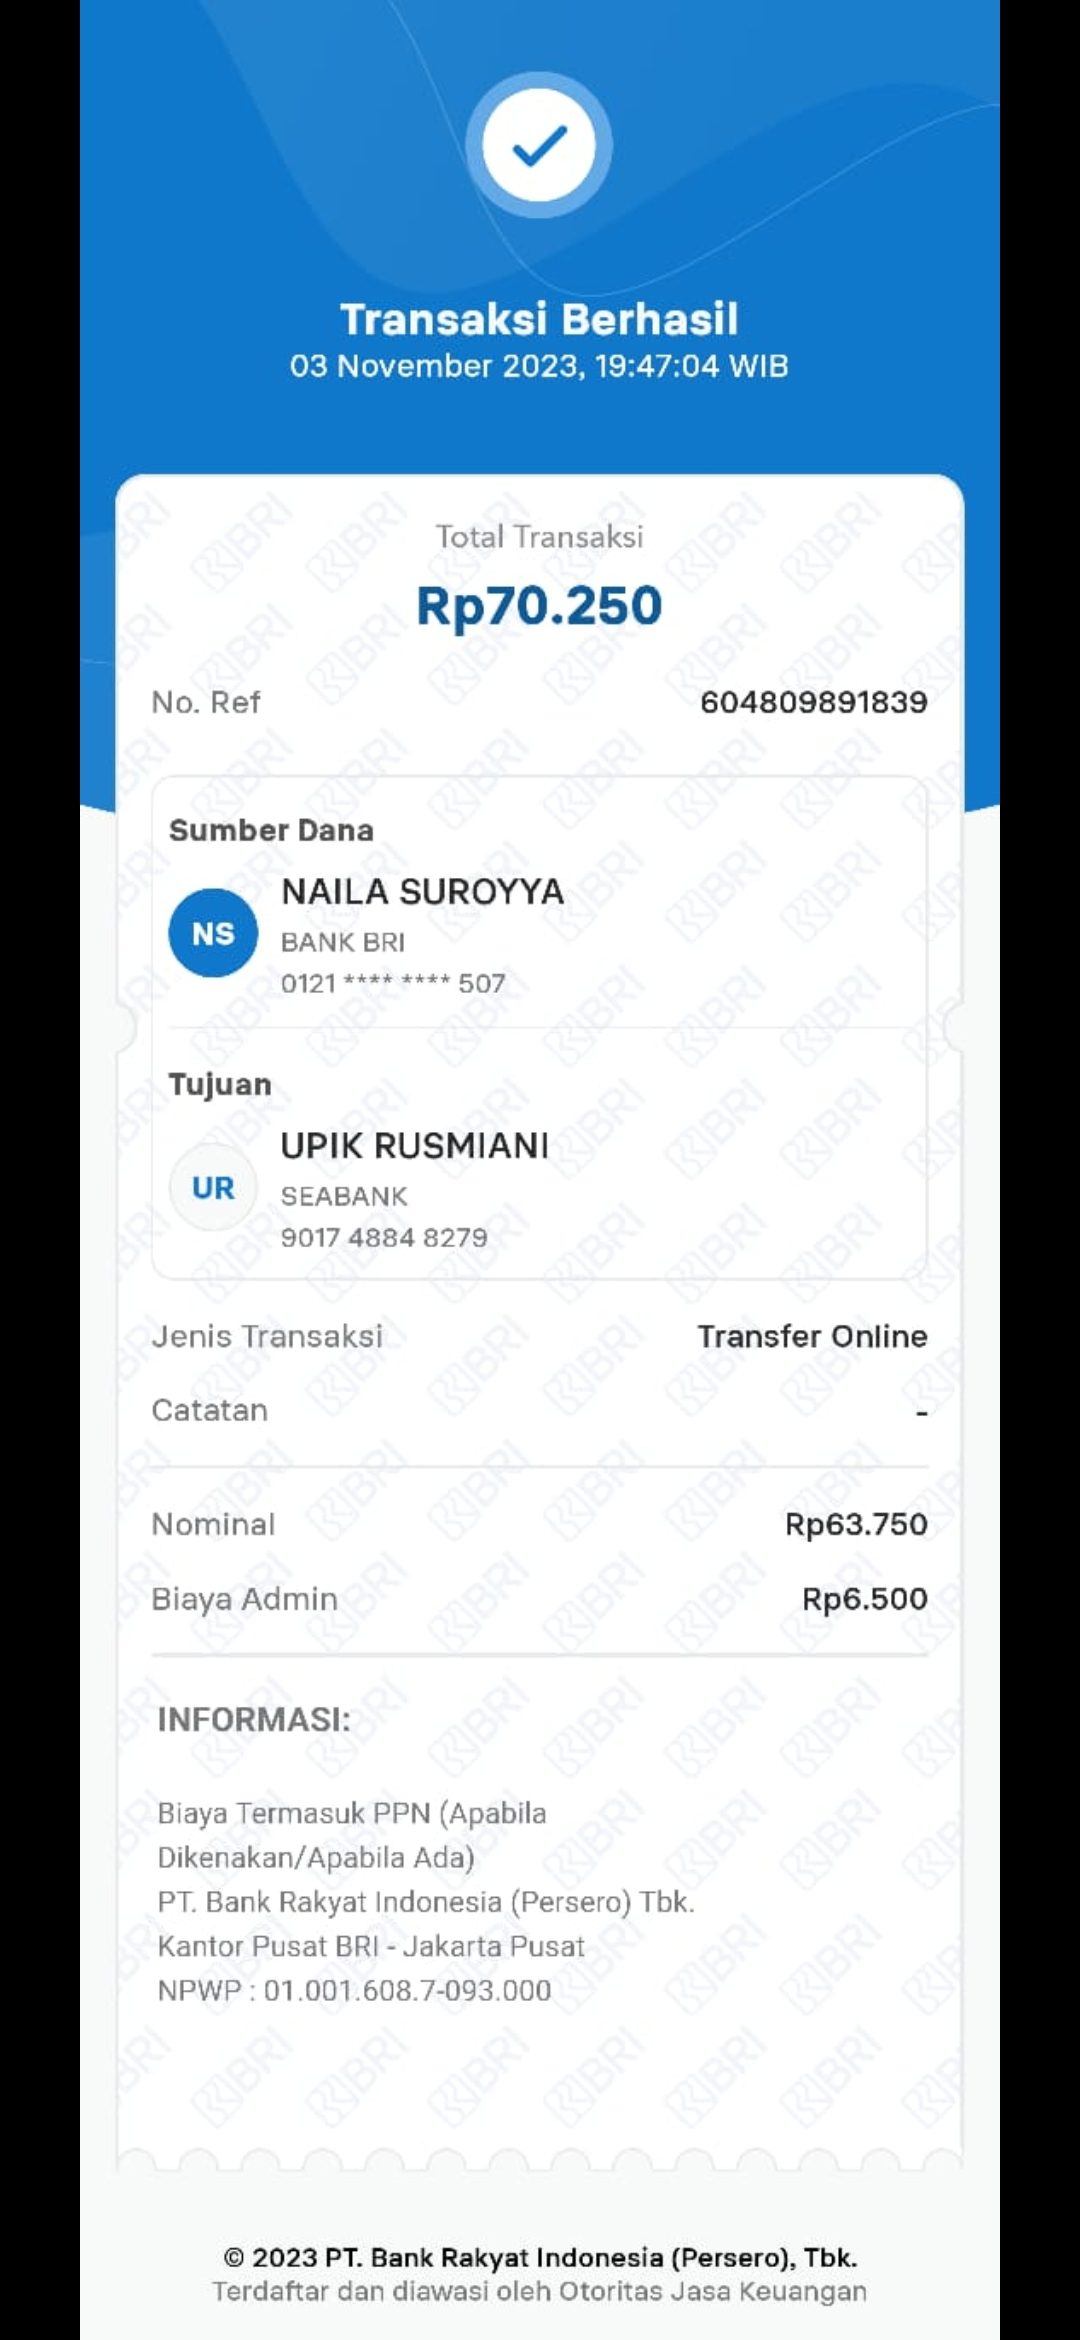 Transaksi Berhasil
03 November 2023, 19:47:04 WIB
Total Transaksi
Rp70.250
No. Ref 604809891839
Sumber Dana
NS
NAILA SUROYYA
BANK BRI
0121 **** **** 507
Tujuan
UR
UPIK RUSMIANI
SEABANK
9017 4884 8279
Jenis Transaksi Transfer Online
Catatan -
Nominal Rp63.750
Biaya Admin Rp6.500
INFORMASI:
Biaya Termasuk PPN (Apabila
Dikenakan/Apabila Ada)
PT. Bank Rakyat Indonesia (Persero) Tbk.
Kantor Pusat BRI - Jakarta Pusat
NPWP : 01.001.608.7-093.000
© 2023 PT. Bank Rakyat Indonesia (Persero), Tbk.
Terdaftar dan diawasi oleh Otoritas Jasa Keuangan